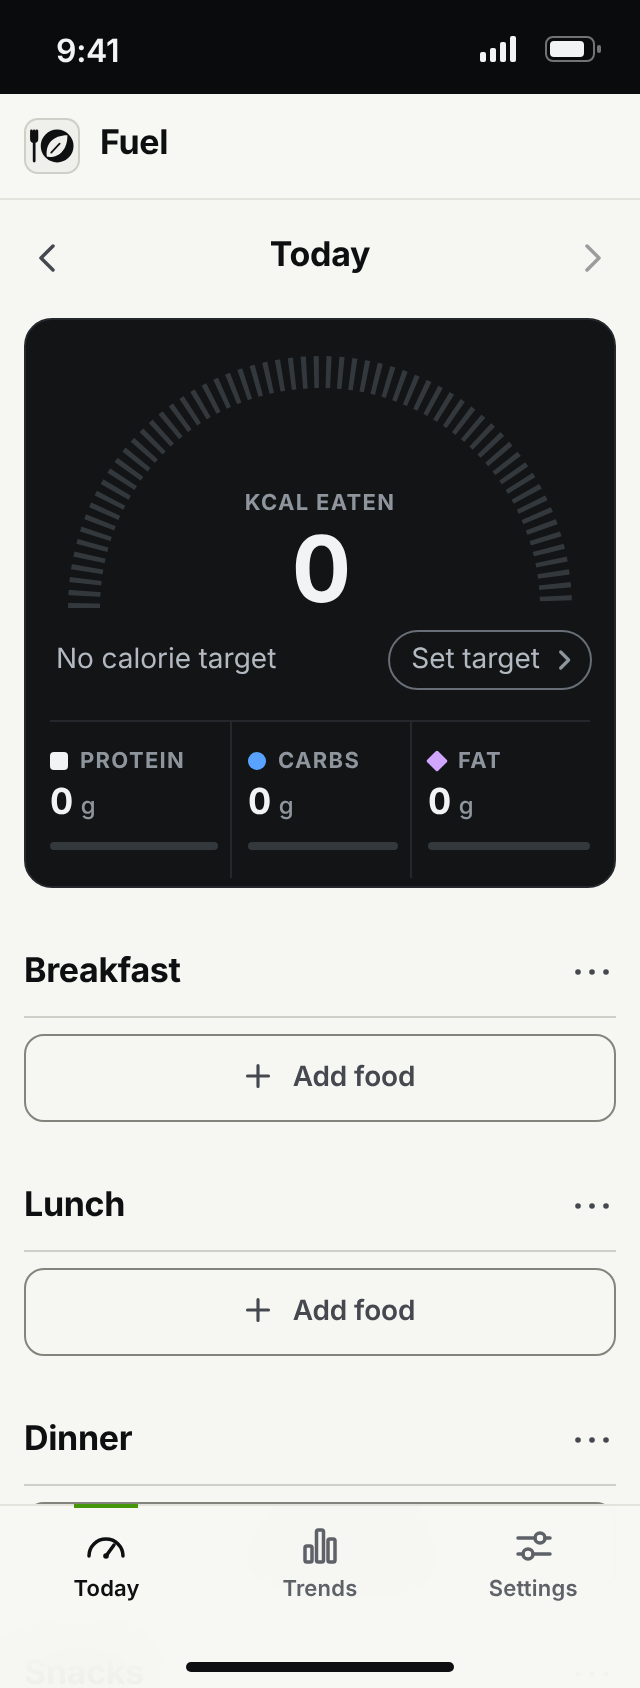 9:41
Fuel
Today
KCAL EATEN
0
No calorie target
Set target
PROTEIN
0 g
CARBS
0 g
FAT
0 g
Breakfast
Add food
Lunch
Add food
Dinner
Today
Trends
Settings
Snacks